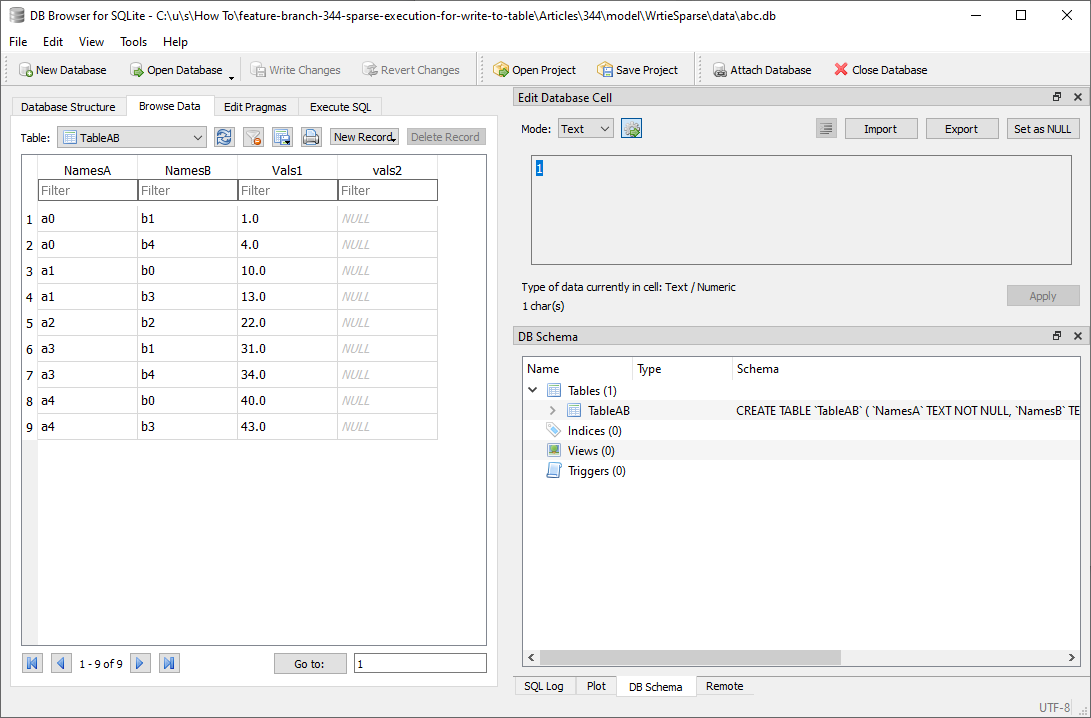 DB Browser for SQLite - C:\u\s\How To\feature-branch-344-sparse-execution-for-write-to-table\Articles\344\model\WrtieSparse\data\abc.db
File Edit View Tools Help
New Database Open Database Write Changes Revert Changes Open Project Save Project Attach Database Close Database
Database Structure Browse Data Edit Pragmas Execute SQL
Table: TableAB New Record Delete Record
NamesA NamesB Vals1 vals2
Filter Filter Filter Filter
1 a0 b1 1.0 NULL
2 a0 b4 4.0 NULL
3 a1 b0 10.0 NULL
4 a1 b3 13.0 NULL
5 a2 b2 22.0 NULL
6 a3 b1 31.0 NULL
7 a3 b4 34.0 NULL
8 a4 b0 40.0 NULL
9 a4 b3 43.0 NULL
1 - 9 of 9 Go to: 1
Edit Database Cell
Mode: Text Import Export Set as NULL
1
Type of data currently in cell: Text / Numeric
1 char(s)
Apply
DB Schema
Name Type Schema
Tables (1)
TableAB CREATE TABLE `TableAB` ( `NamesA` TEXT NOT NULL, `NamesB` TE
Indices (0)
Views (0)
Triggers (0)
SQL Log Plot DB Schema Remote
UTF-8